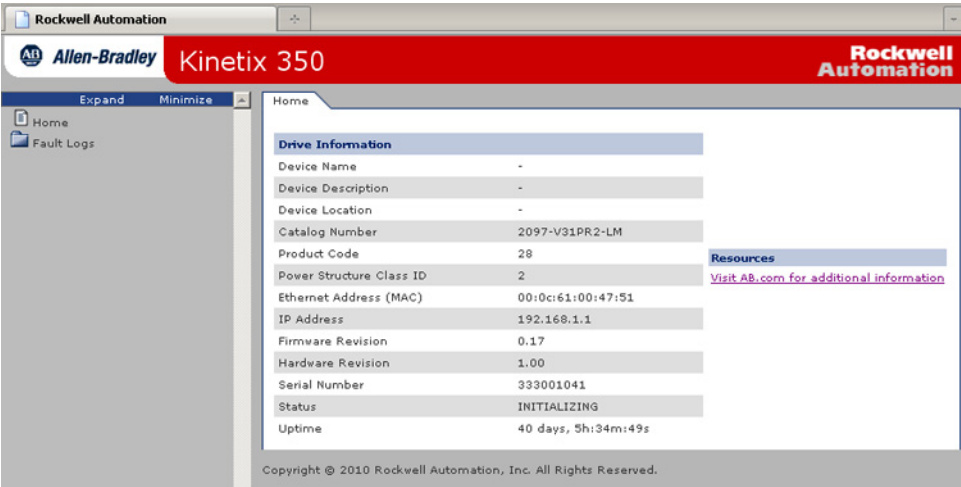 Rockwell Automation
AB Allen-Bradley Kinetix 350 Rockwell Automation
Expand Minimize
Home
Fault Logs
Home
Drive Information
Device Name -
Device Description -
Device Location -
Catalog Number 2097-V31PR2-LM
Product Code 28
Power Structure Class ID 2
Ethernet Address (MAC) 00:0c:61:00:47:51
IP Address 192.168.1.1
Firmware Revision 0.17
Hardware Revision 1.00
Serial Number 333001041
Status INITIALIZING
Uptime 40 days, 5h:34m:49s
Resources
Visit AB.com for additional information
Copyright © 2010 Rockwell Automation, Inc. All Rights Reserved.